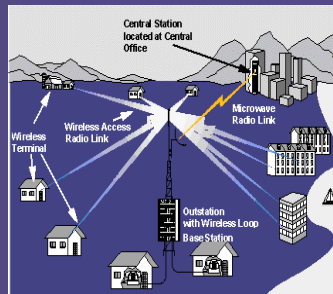 Central Station
located at Central
Office
Microwave
Radio Link
Wireless Access
Radio Link
Wireless
Terminal
Outstation
with Wireless Loop
Base Station